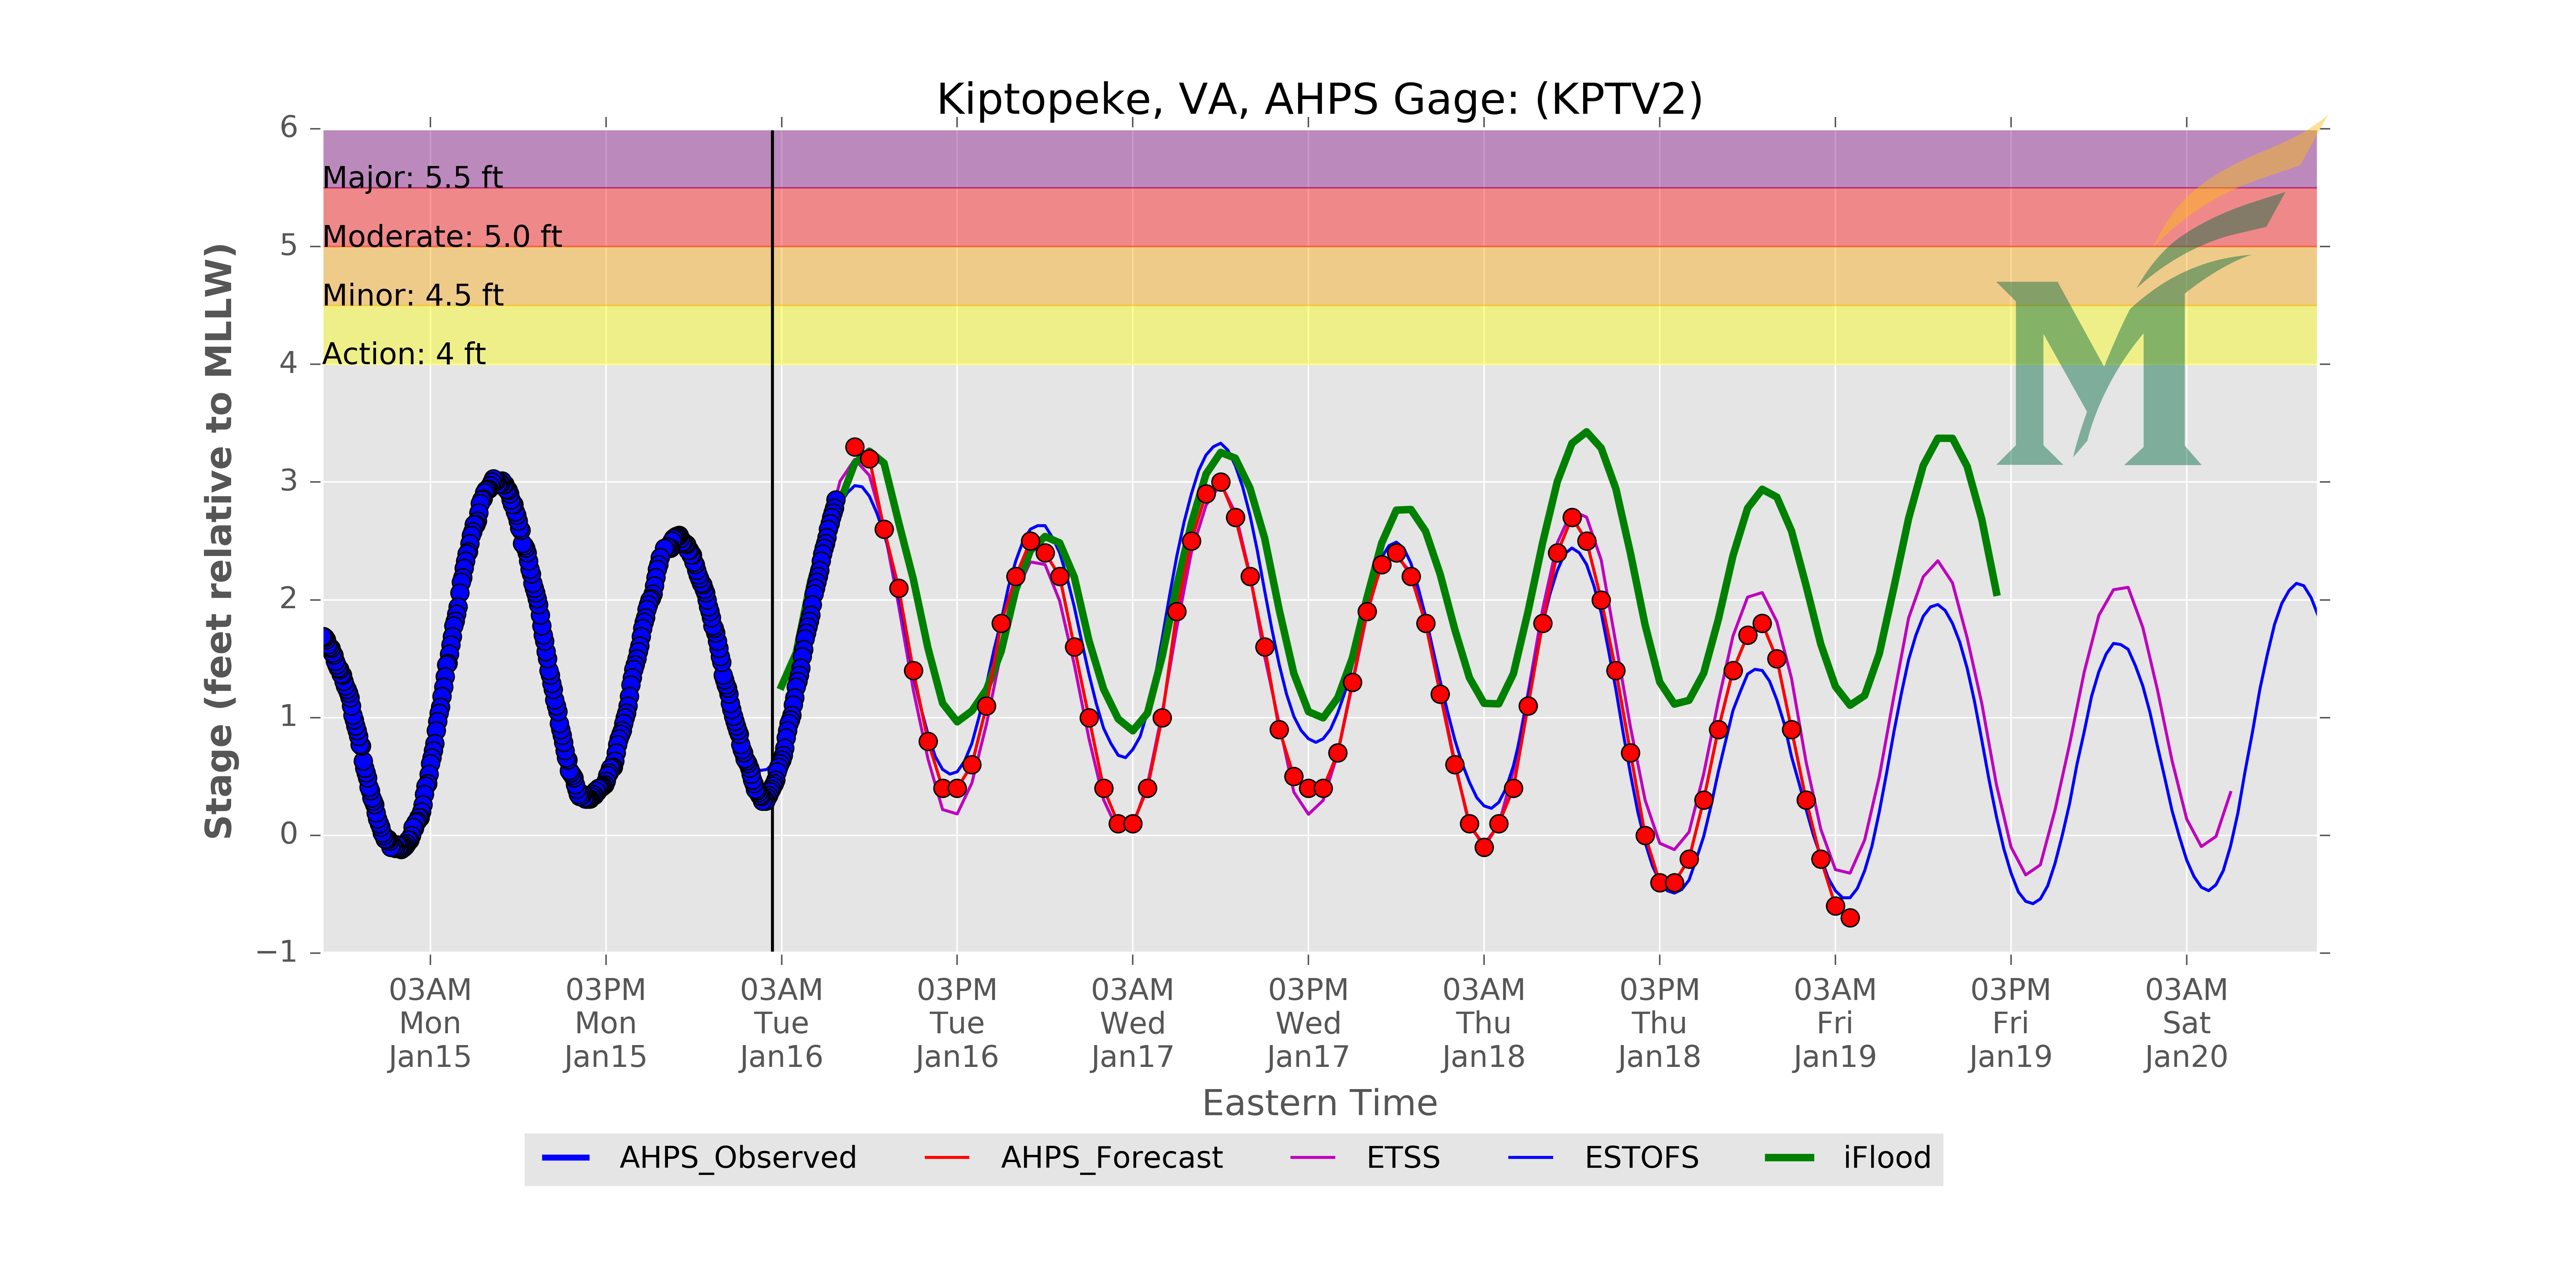 Kiptopeke, VA, AHPS Gage: (KPTV2)
Stage (feet relative to MLLW)
6
5
4
3
2
1
0
−1
Major: 5.5 ft
Moderate: 5.0 ft
Minor: 4.5 ft
Action: 4 ft
M
03AM
Mon
Jan15
03PM
Mon
Jan15
03AM
Tue
Jan16
03PM
Tue
Jan16
03AM
Wed
Jan17
03PM
Wed
Jan17
03AM
Thu
Jan18
03PM
Thu
Jan18
03AM
Fri
Jan19
03PM
Fri
Jan19
03AM
Sat
Jan20
Eastern Time
AHPS_Observed
AHPS_Forecast
ETSS
ESTOFS
iFlood